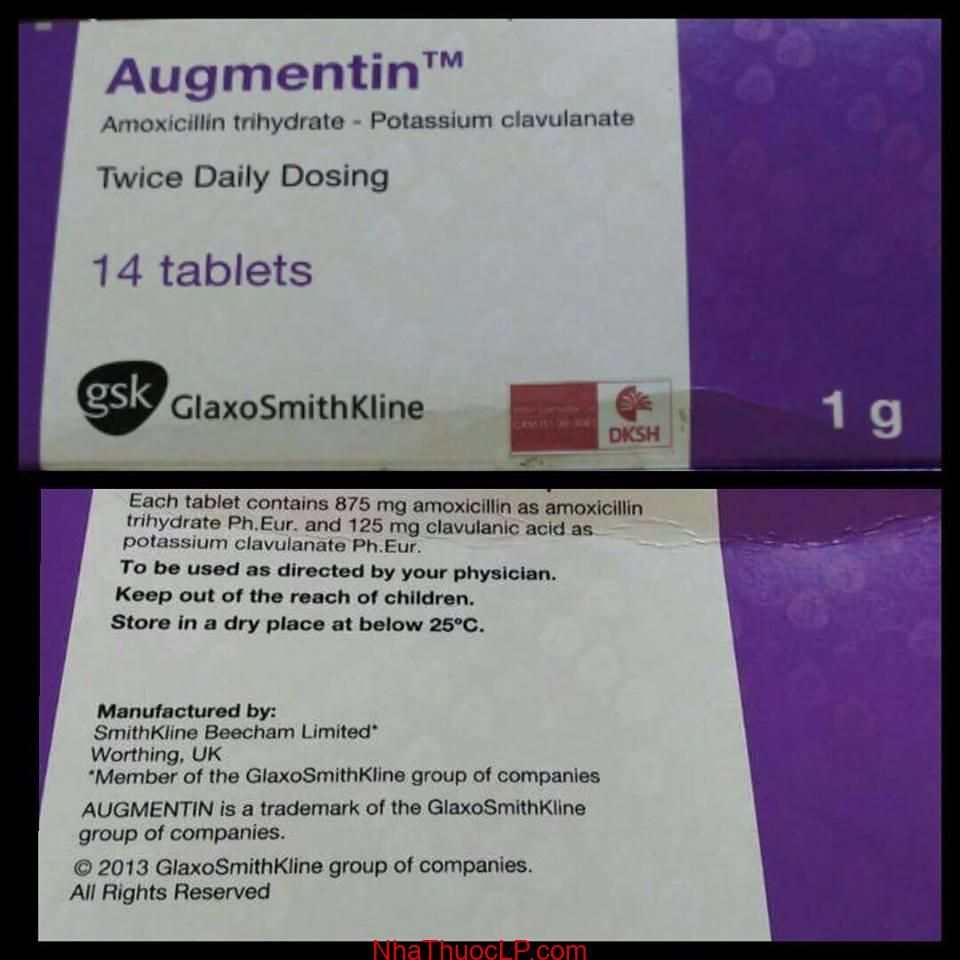 Augmentin™
Amoxicillin trihydrate - Potassium clavulanate
Twice Daily Dosing
14 tablets
gsk GlaxoSmithKline
DKSH
1 g
Each tablet contains 875 mg amoxicillin as amoxicillin
trihydrate Ph.Eur. and 125 mg clavulanic acid as
potassium clavulanate Ph.Eur.
To be used as directed by your physician.
Keep out of the reach of children.
Store in a dry place at below 25ºC.
Manufactured by:
SmithKline Beecham Limited*
Worthing, UK
*Member of the GlaxoSmithKline group of companies
AUGMENTIN is a trademark of the GlaxoSmithKline
group of companies.
© 2013 GlaxoSmithKline group of companies.
All Rights Reserved
NhaThuocLP.com